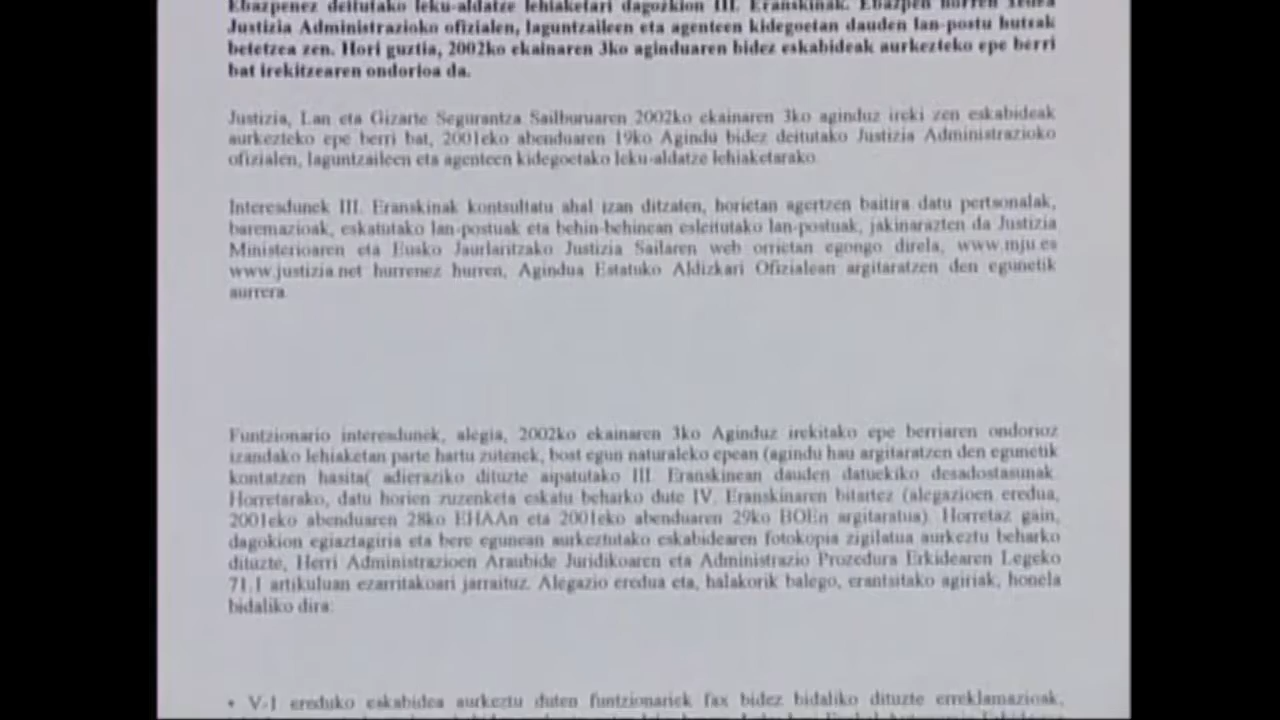 Ebazpenez deitutako leku-aldatze lehiaketari dagozkion III. Eranskinak. Ebazpen horren xedea
Justizia Administrazioko ofizialen, laguntzaileen eta agenteen kidegoetan dauden lan-postu hutsak
betetzea zen. Hori guztia, 2002ko ekainaren 3ko aginduaren bidez eskabideak aurkezteko epe berri
bat irekitzearen ondorioa da.
Justizia, Lan eta Gizarte Segurantza Sailburuaren 2002ko ekainaren 3ko aginduz ireki zen eskabideak
aurkezteko epe berri bat, 2001eko abenduaren 19ko Agindu bidez deitutako Justizia Administrazioko
ofizialen, laguntzaileen eta agenteen kidegoetako leku-aldatze lehiaketarako.
Interesdunek III. Eranskinak kontsultatu ahal izan ditzaten, horietan agertzen baitira datu pertsonalak,
baremazioak, eskatutako lan-postuak eta behin-behinean esleitutako lan-postuak, jakinarazten da Justizia
Ministerioaren eta Eusko Jaurlaritzako Justizia Sailaren web orrietan egongo direla, www.mju.es
www.justizia.net hurrenez hurren, Agindua Estatuko Aldizkari Ofizialean argitaratzen den egunetik
aurrera.
Funtzionario interesdunek, alegia, 2002ko ekainaren 3ko Aginduz irekitako epe berriaren ondorioz
izandako lehiaketan parte hartu zutenek, bost egun naturaleko epean (agindu hau argitaratzen den egunetik
kontatzen hasita( adieraziko dituzte aipatutako III. Eranskinean dauden datuekiko desadostasunak.
Horretarako, datu horien zuzenketa eskatu beharko dute IV. Eranskinaren bitartez (alegazioen eredua,
2001eko abenduaren 28ko EHAAn eta 2001eko abenduaren 29ko BOEn argitaratua). Horretaz gain,
dagokion egiaztagiria eta bere egunean aurkeztutako eskabidearen fotokopia zigilatua aurkeztu beharko
dituzte, Herri Administrazioen Araubide Juridikoaren eta Administrazio Prozedura Erkidearen Legeko
71.1 artikuluan ezarritakoari jarraituz. Alegazio eredua eta, halakorik balego, erantsitako agiriak, honela
bidaliko dira:
• V-1 ereduko eskabidea aurkeztu duten funtzionariek fax bidez bidaliko dituzte erreklamazioak,